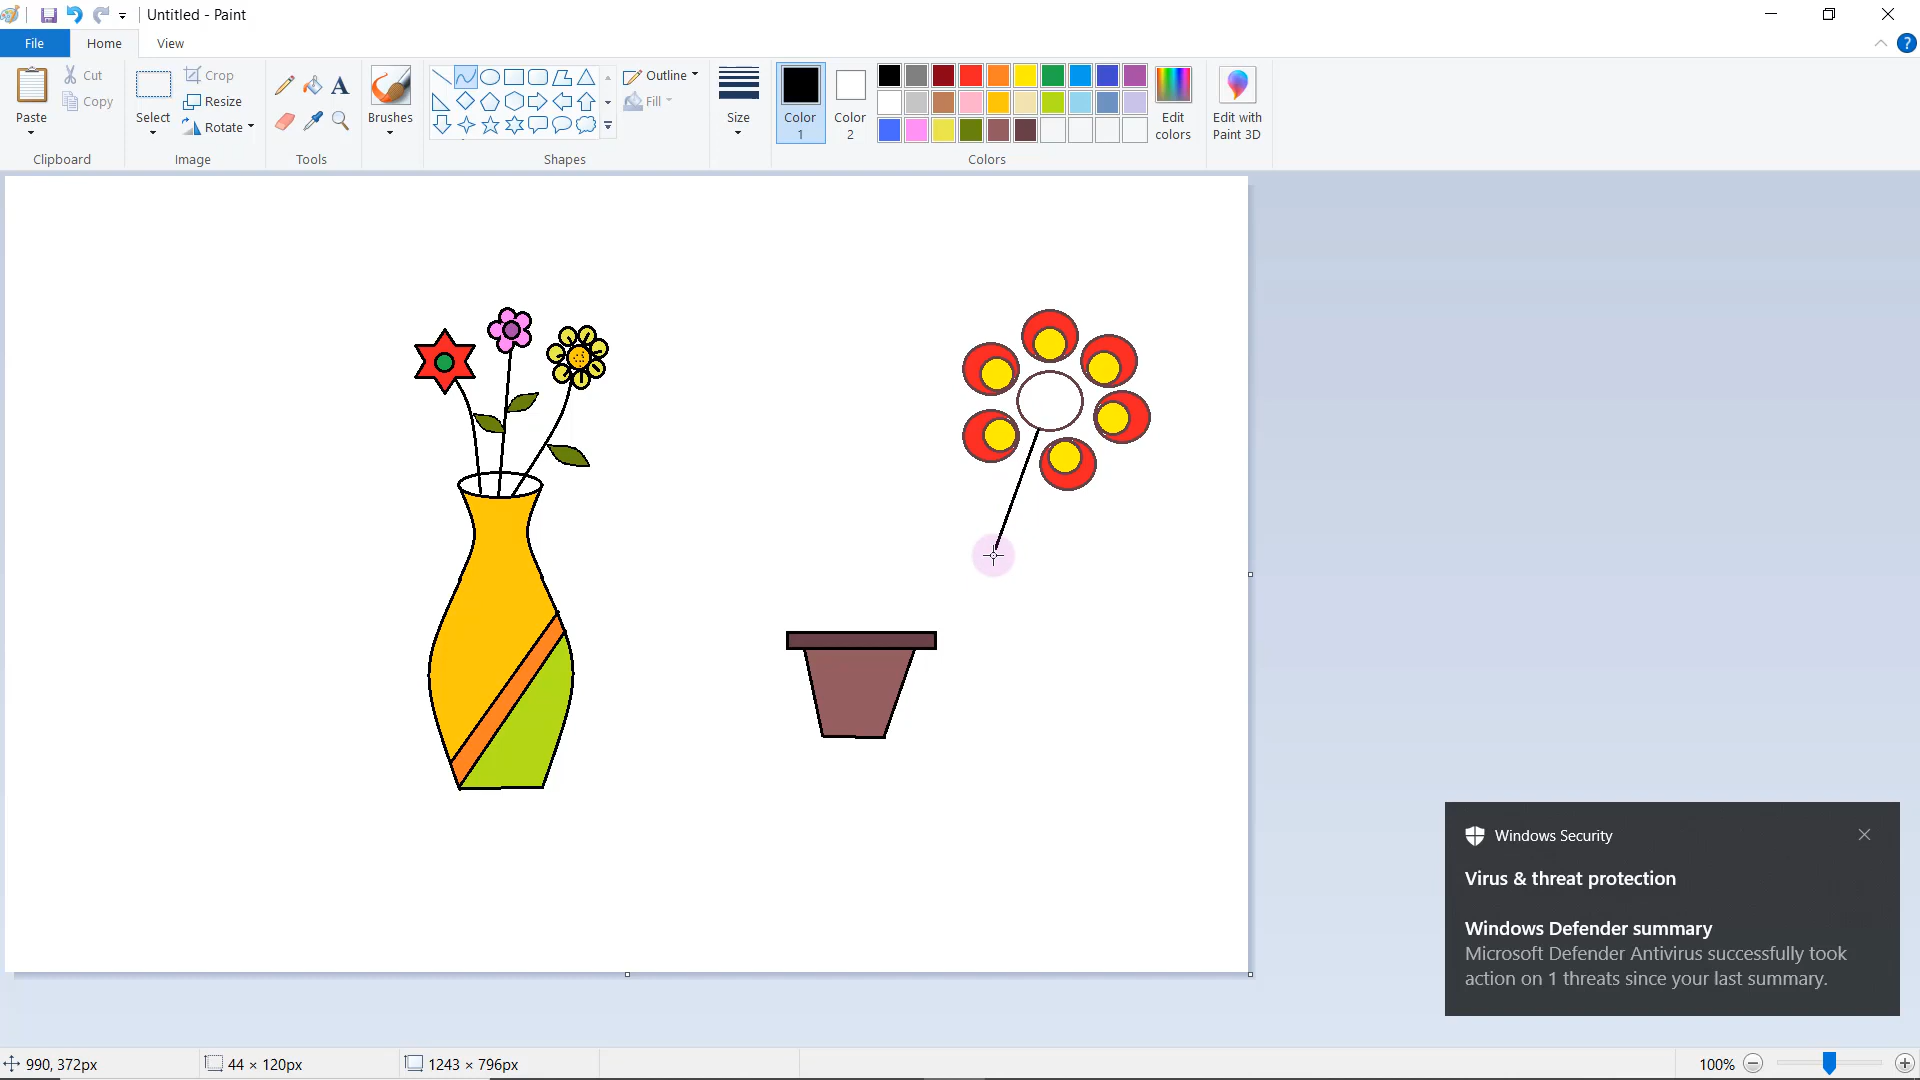 Untitled - Paint
File
Home
View
Paste
Cut
Copy
Clipboard
Select
Crop
Resize
Rotate
Image
A
Tools
Brushes
Shapes
Outline
Fill
Size
Color
1
Color
2
Colors
Edit
colors
Edit with
Paint 3D
?
Windows Security
Virus & threat protection
Windows Defender summary
Microsoft Defender Antivirus successfully took
action on 1 threats since your last summary.
990, 372px
44 × 120px
1243 × 796px
100%